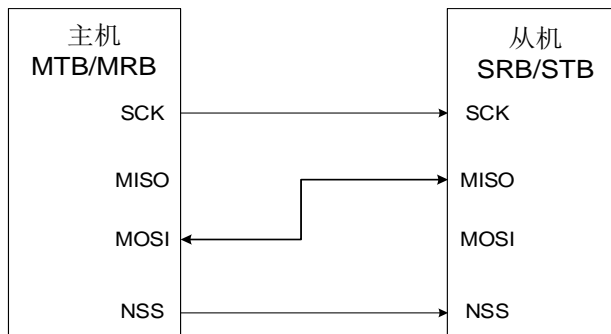 主机
MTB/MRB
SCK
MISO
MOSI
NSS
从机
SRB/STB
SCK
MISO
MOSI
NSS